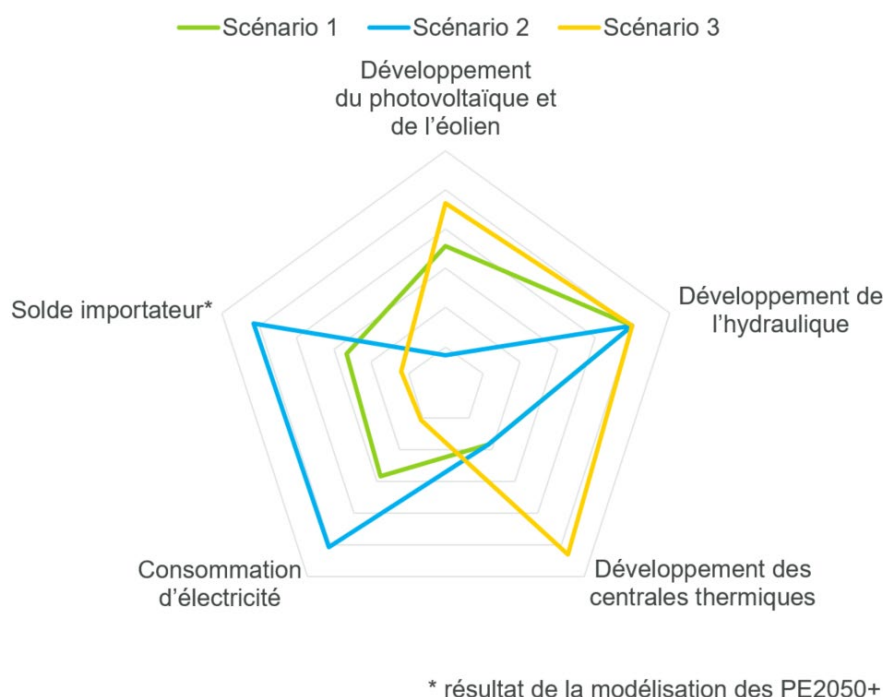 Scénario 1 Scénario 2 Scénario 3
Développement
du photovoltaïque et
de l’éolien
Solde importateur*
Développement de
l’hydraulique
Consommation
d’électricité
Développement des
centrales thermiques
* résultat de la modélisation des PE2050+